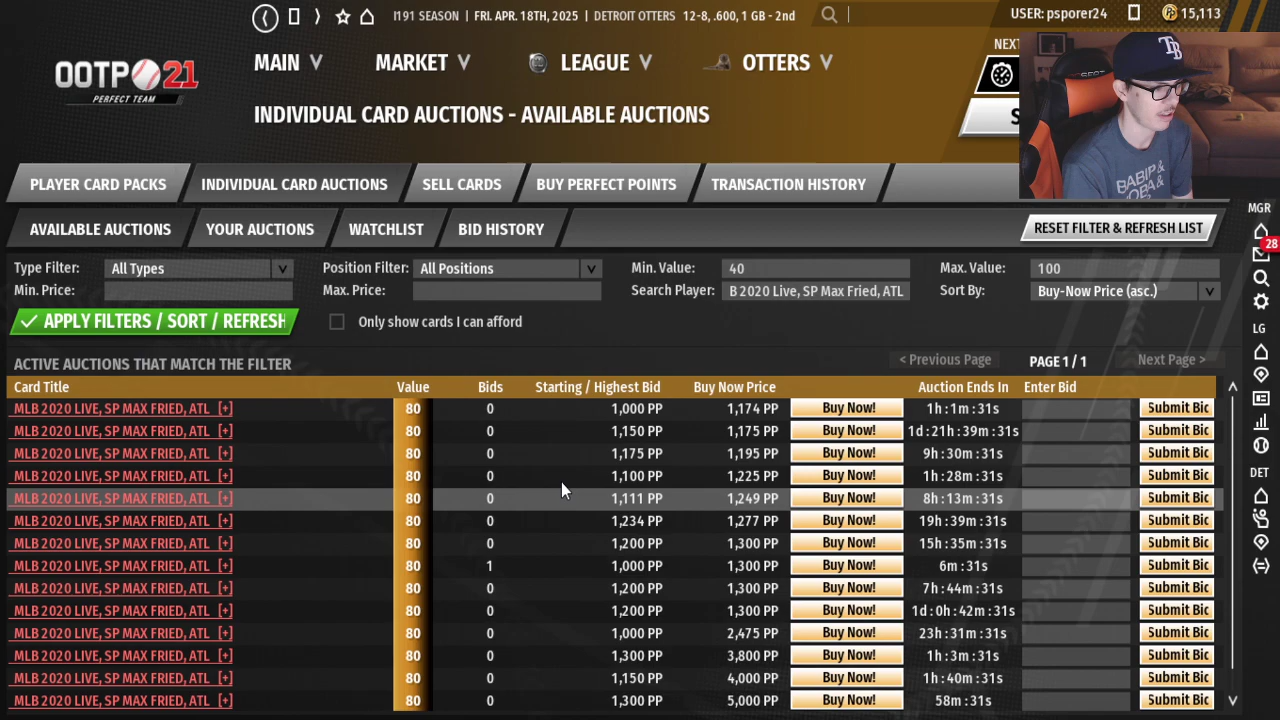 I191 SEASON | FRI. APR. 18TH, 2025 | DETROIT OTTERS 12-8, .600, 1 GB - 2nd
USER: psporer24
15,113
OOTP 21
PERFECT TEAM
MAIN
MARKET
LEAGUE
OTTERS
NEXT
INDIVIDUAL CARD AUCTIONS - AVAILABLE AUCTIONS
PLAYER CARD PACKS
INDIVIDUAL CARD AUCTIONS
SELL CARDS
BUY PERFECT POINTS
TRANSACTION HISTORY
AVAILABLE AUCTIONS
YOUR AUCTIONS
WATCHLIST
BID HISTORY
RESET FILTER & REFRESH LIST
MGR
28
Type Filter: All Types Position Filter: All Positions Min. Value: 40 Max. Value: 100
Min. Price: Max. Price: Search Player: B 2020 Live, SP Max Fried, ATL Sort By: Buy-Now Price (asc.)
APPLY FILTERS / SORT / REFRESH
Only show cards I can afford
LG
ACTIVE AUCTIONS THAT MATCH THE FILTER
< Previous Page PAGE 1 / 1 Next Page >
Card Title Value Bids Starting / Highest Bid Buy Now Price Auction Ends In Enter Bid
MLB 2020 LIVE, SP MAX FRIED, ATL [+] 80 0 1,000 PP 1,174 PP Buy Now! 1h:1m:31s Submit Bid
MLB 2020 LIVE, SP MAX FRIED, ATL [+] 80 0 1,150 PP 1,175 PP Buy Now! 1d:21h:39m:31s Submit Bid
MLB 2020 LIVE, SP MAX FRIED, ATL [+] 80 0 1,175 PP 1,195 PP Buy Now! 9h:30m:31s Submit Bid
MLB 2020 LIVE, SP MAX FRIED, ATL [+] 80 0 1,100 PP 1,225 PP Buy Now! 1h:28m:31s Submit Bid
DET
MLB 2020 LIVE, SP MAX FRIED, ATL [+] 80 0 1,111 PP 1,249 PP Buy Now! 8h:13m:31s Submit Bid
MLB 2020 LIVE, SP MAX FRIED, ATL [+] 80 0 1,234 PP 1,277 PP Buy Now! 19h:39m:31s Submit Bid
MLB 2020 LIVE, SP MAX FRIED, ATL [+] 80 0 1,200 PP 1,300 PP Buy Now! 15h:35m:31s Submit Bid
MLB 2020 LIVE, SP MAX FRIED, ATL [+] 80 1 1,000 PP 1,300 PP Buy Now! 6m:31s Submit Bid
MLB 2020 LIVE, SP MAX FRIED, ATL [+] 80 0 1,200 PP 1,300 PP Buy Now! 7h:44m:31s Submit Bid
MLB 2020 LIVE, SP MAX FRIED, ATL [+] 80 0 1,200 PP 1,300 PP Buy Now! 1d:0h:42m:31s Submit Bid
MLB 2020 LIVE, SP MAX FRIED, ATL [+] 80 0 1,000 PP 2,475 PP Buy Now! 23h:31m:31s Submit Bid
MLB 2020 LIVE, SP MAX FRIED, ATL [+] 80 0 1,300 PP 3,800 PP Buy Now! 1h:3m:31s Submit Bid
MLB 2020 LIVE, SP MAX FRIED, ATL [+] 80 0 1,150 PP 4,000 PP Buy Now! 1h:40m:31s Submit Bid
MLB 2020 LIVE, SP MAX FRIED, ATL [+] 80 0 1,300 PP 5,000 PP Buy Now! 58m:31s Submit Bid